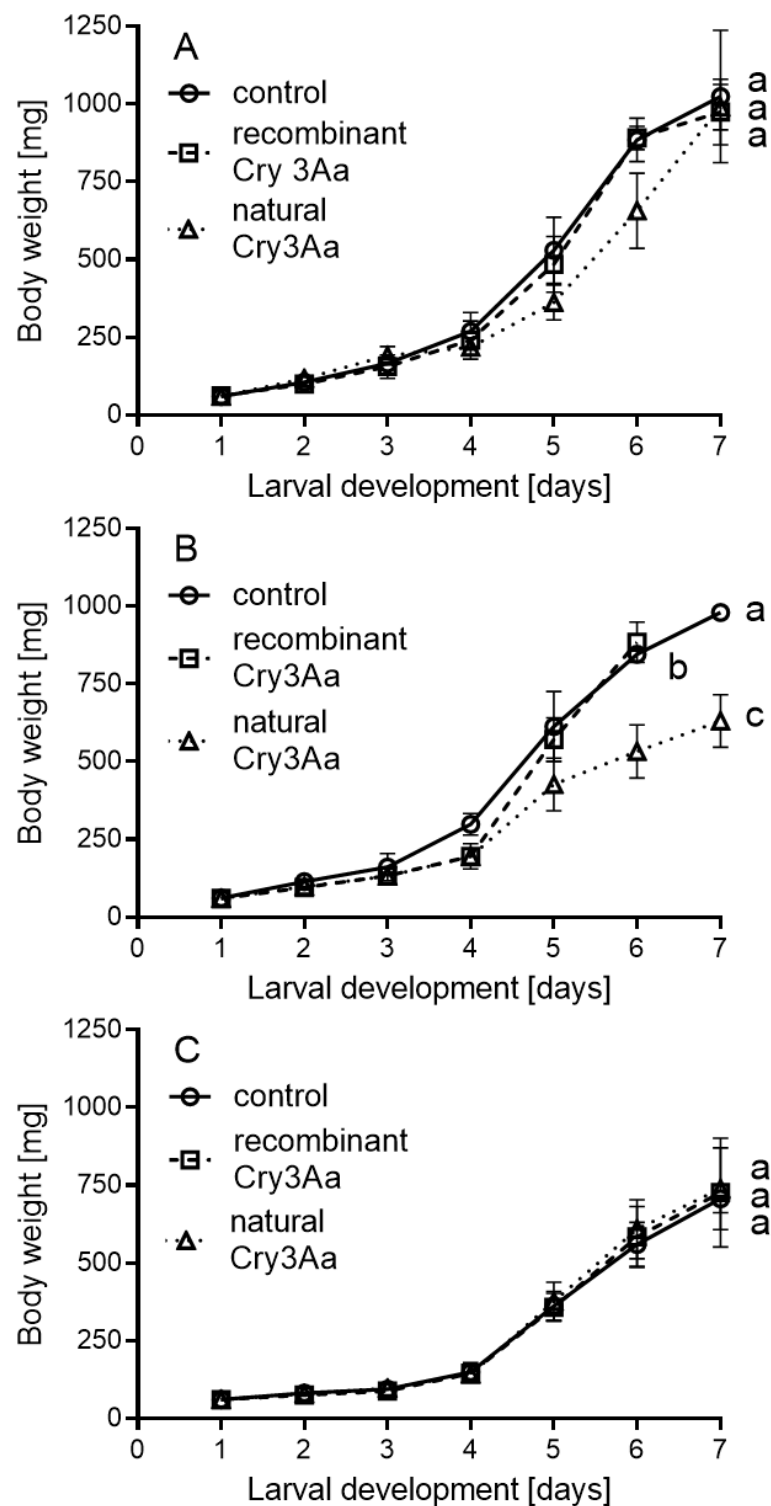 A
control
recombinant
Cry 3Aa
natural
Cry3Aa
Body weight [mg]
1250
1000
750
500
250
0
a
a
a
0 1 2 3 4 5 6 7
Larval development [days]
B
control
recombinant
Cry3Aa
natural
Cry3Aa
Body weight [mg]
1250
1000
750
500
250
0
a
b
c
0 1 2 3 4 5 6 7
Larval development [days]
C
control
recombinant
Cry3Aa
natural
Cry3Aa
Body weight [mg]
1250
1000
750
500
250
0
a
a
a
0 1 2 3 4 5 6 7
Larval development [days]